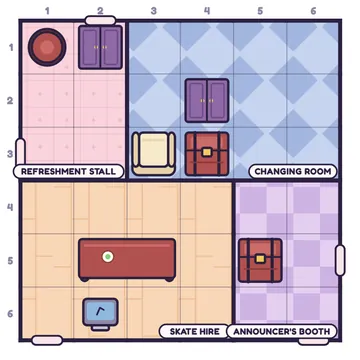 1 2 3 4 5 6
1
2
3
REFRESHMENT STALL CHANGING ROOM
4
5
6
SKATE HIRE ANNOUNCER'S BOOTH